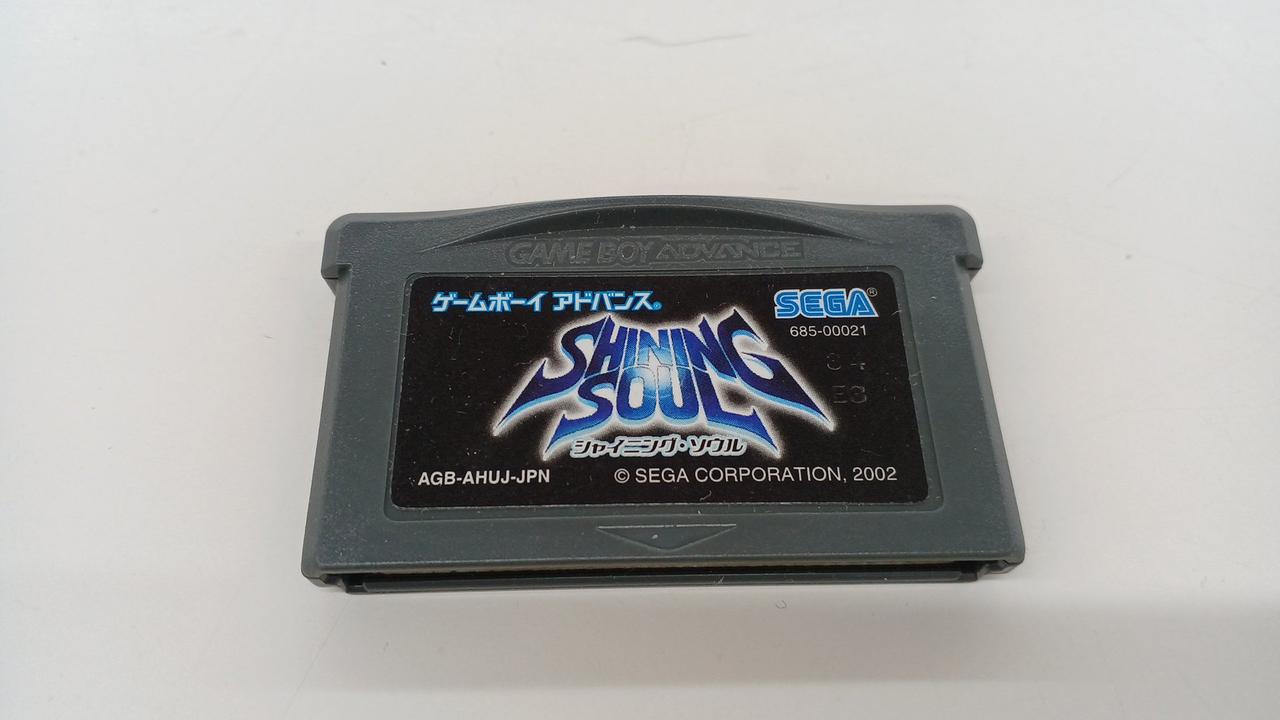 GAME BOY ADVANCE
ゲームボーイ アドバンス®
SEGA®
685-00021
SHINING
SOUL
シャイニング・ソウル
AGB-AHUJ-JPN
© SEGA CORPORATION, 2002